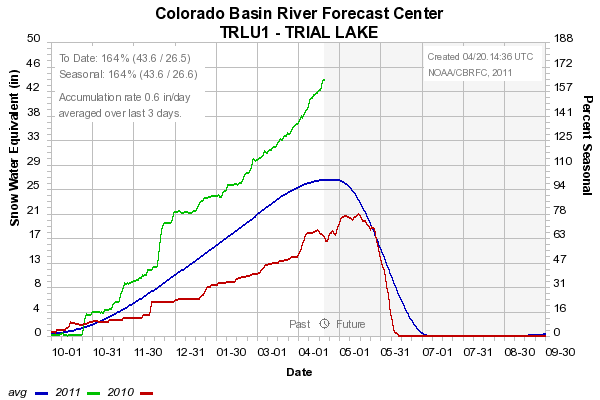 Colorado Basin River Forecast Center
TRLU1 - TRIAL LAKE
Snow Water Equivalent (in)
50
42
38
33
29
25
21
17
13
8
4
0
To Date: 164% (43.6 / 26.5)
Seasonal: 164% (43.6 / 26.6)
Accumulation rate 0.6 in/day
averaged over last 3 days.
Created 04/20.14:36 UTC
NOAA/CBRFC, 2011
Past
Future
188
172
157
141
125
110
94
78
63
47
31
16
0
Percent Seasonal
46
10-01 10-31 11-30 12-31 01-30 03-01 04-01 05-01 05-31 07-01 07-31 08-30 09-30
Date
avg 2011 2010